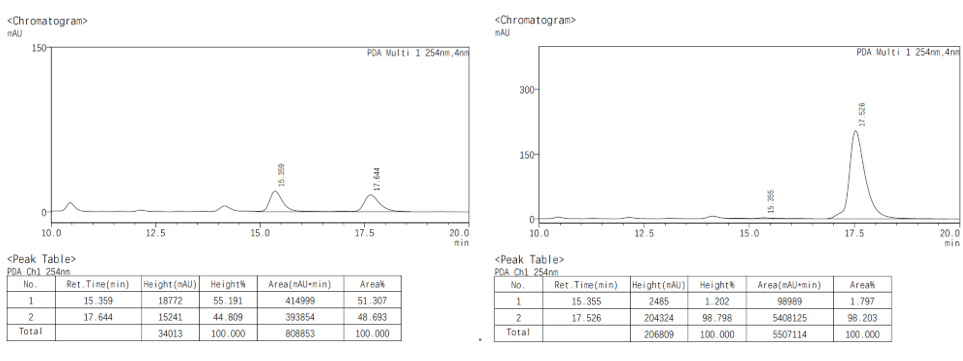 <Chromatogram>
mAU
150
PDA Multi 1 254nm,4nm
15.359
17.644
0
10.0 12.5 15.0 17.5 20.0
min
<Peak Table>
PDA Ch1 254nm
No. Ret.Time(min) Height(mAU) Height% Area(mAU*min) Area%
1 15.359 18772 55.191 414999 51.307
2 17.644 15241 44.809 393854 48.693
Total 34013 100.000 808853 100.000
<Chromatogram>
mAU
PDA Multi 1 254nm,4nm
300
17.526
150
15.355
0
10.0 12.5 15.0 17.5 20.0
min
<Peak Table>
PDA Ch1 254nm
No. Ret.Time(min) Height(mAU) Height% Area(mAU*min) Area%
1 15.355 2485 1.202 98989 1.797
2 17.526 204324 98.798 5408125 98.203
Total 206809 100.000 5507114 100.000